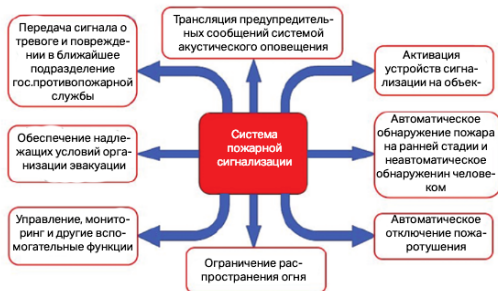 Передача сигнала о
тревоге и поврежде-
нии в ближайшее
подразделение
гос.противопожарной
службы
Трансляция предупредитель-
ных сообщений системой
акустического оповещения
Активация
устройств сигна-
лизации на объек-
Обеспечение надле-
жащих условий орга-
низации эвакуации
Система
пожарной
сигнализации
Автоматическое
обнаружение пожара
на ранней стадии и
неавтоматическое
обнаружении челове-
ком
Управление, монито-
ринг и другие вспо-
могательные функции
Ограничение рас-
пространения огня
Автоматическое
отключение пожа-
ротушения